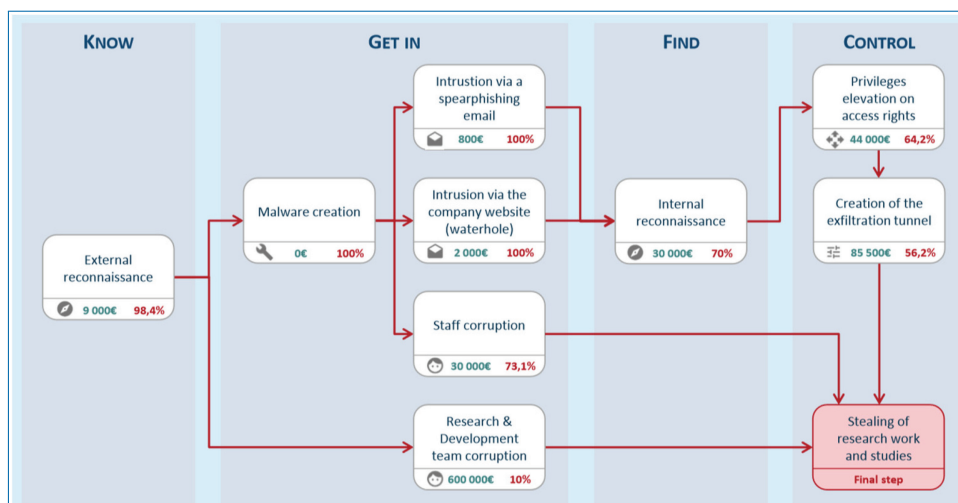 KNOW
GET IN
FIND
CONTROL
External
reconnaissance
9 000€ 98,4%
Malware creation
0€ 100%
Intrustion via a
spearphishing
email
800€ 100%
Intrusion via the
company website
(waterhole)
2 000€ 100%
Staff corruption
30 000€ 73,1%
Research &
Development
team corruption
600 000€ 10%
Internal
reconnaissance
30 000€ 70%
Privileges
elevation on
access rights
44 000€ 64,2%
Creation of the
exfiltration tunnel
85 500€ 56,2%
Stealing of
research work
and studies
Final step